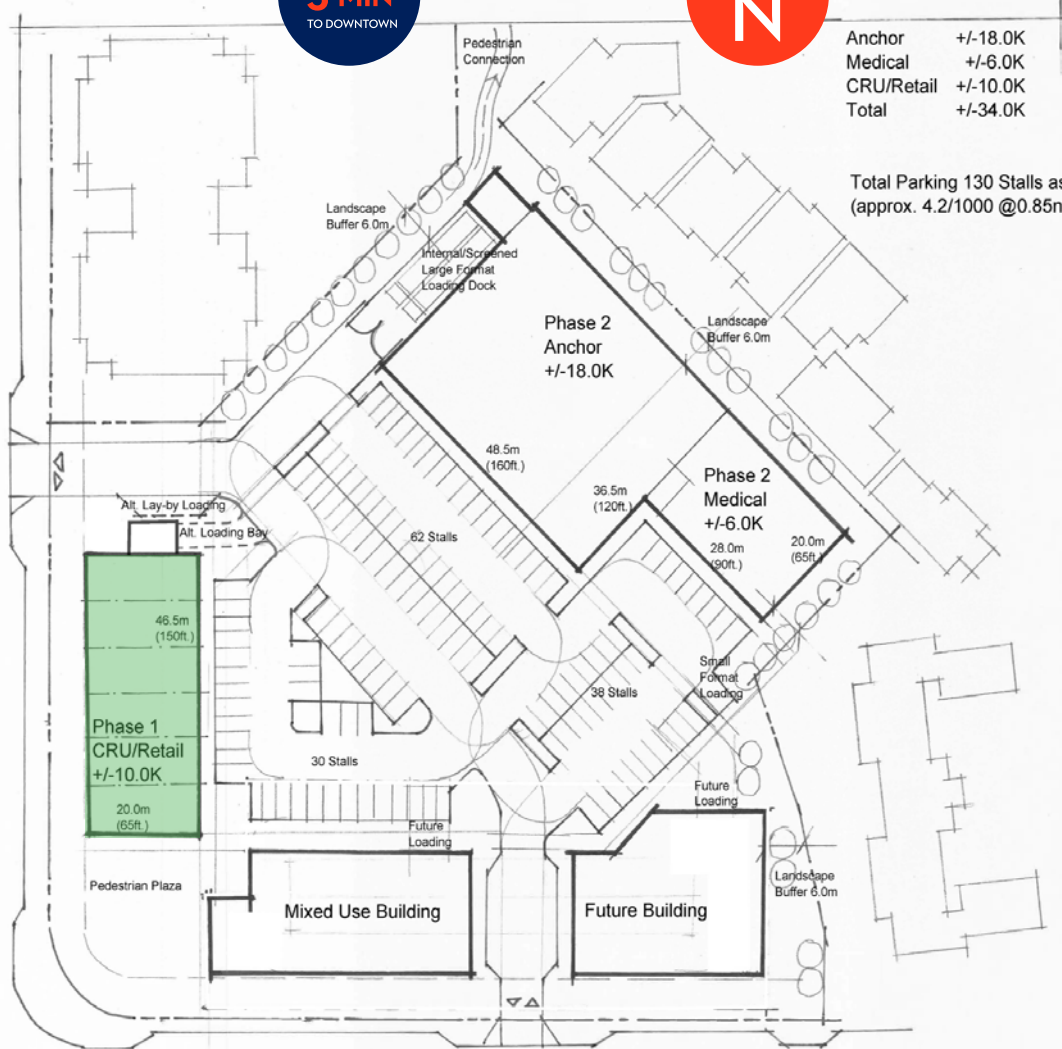 5 MIN
TO DOWNTOWN
N
Anchor +/-18.0K
Medical +/-6.0K
CRU/Retail +/-10.0K
Total +/-34.0K
Total Parking 130 Stalls as
(approx. 4.2/1000 @0.85n
Pedestrian
Connection
Landscape
Buffer 6.0m
Internal/Screened
Large Format
Loading Dock
Phase 2
Anchor
+/-18.0K
Landscape
Buffer 6.0m
48.5m
(160ft.)
36.5m
(120ft.)
Phase 2
Medical
+/-6.0K
28.0m
(90ft.)
20.0m
(65ft.)
Alt. Lay-by Loading
Alt. Loading Bay
62 Stalls
46.5m
(150ft.)
Small
Format
Loading
38 Stalls
Phase 1
CRU/Retail
+/-10.0K
20.0m
(65ft.)
30 Stalls
Future
Loading
Future
Loading
Pedestrian Plaza
Mixed Use Building
Future Building
Landscape
Buffer 6.0m